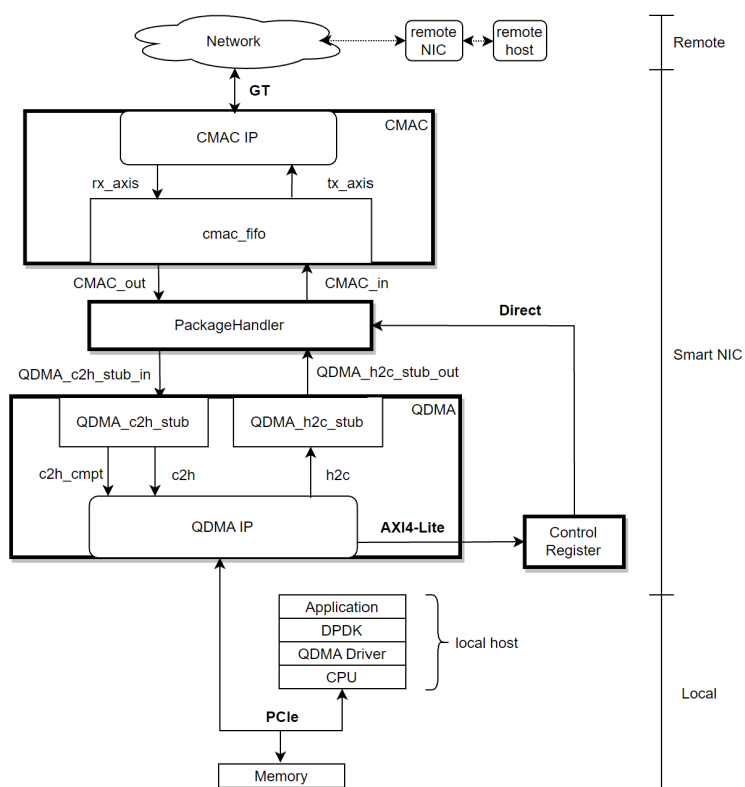 Network
remote
NIC
remote
host
Remote
GT
CMAC
CMAC IP
rx_axis
tx_axis
cmac_fifo
CMAC_out
CMAC_in
Direct
PackageHandler
Smart NIC
QDMA_c2h_stub_in
QDMA_h2c_stub_out
QDMA
QDMA_c2h_stub
QDMA_h2c_stub
c2h_cmpt
c2h
h2c
QDMA IP
AXI4-Lite
Control
Register
Application
DPDK
QDMA Driver
CPU
local host
Local
PCIe
Memory